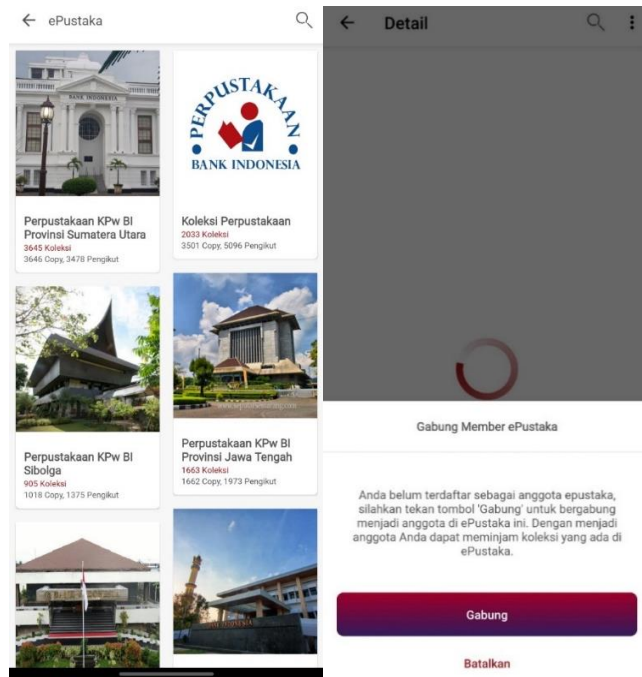 ePustaka
BANK INDONESIA
Perpustakaan KPw BI
Provinsi Sumatera Utara
3645 Koleksi
3646 Copy, 3478 Pengikut
PERPUSTAKAAN
BANK INDONESIA
Koleksi Perpustakaan
2033 Koleksi
3501 Copy, 5096 Pengikut
Perpustakaan KPw BI
Sibolga
905 Koleksi
1018 Copy, 1375 Pengikut
Perpustakaan KPw BI
Provinsi Jawa Tengah
1663 Koleksi
1662 Copy, 1973 Pengikut
Detail
Gabung Member ePustaka
Anda belum terdaftar sebagai anggota epustaka,
silahkan tekan tombol 'Gabung' untuk bergabung
menjadi anggota di ePustaka ini. Dengan menjadi
anggota Anda dapat meminjam koleksi yang ada di
ePustaka.
Gabung
Batalkan